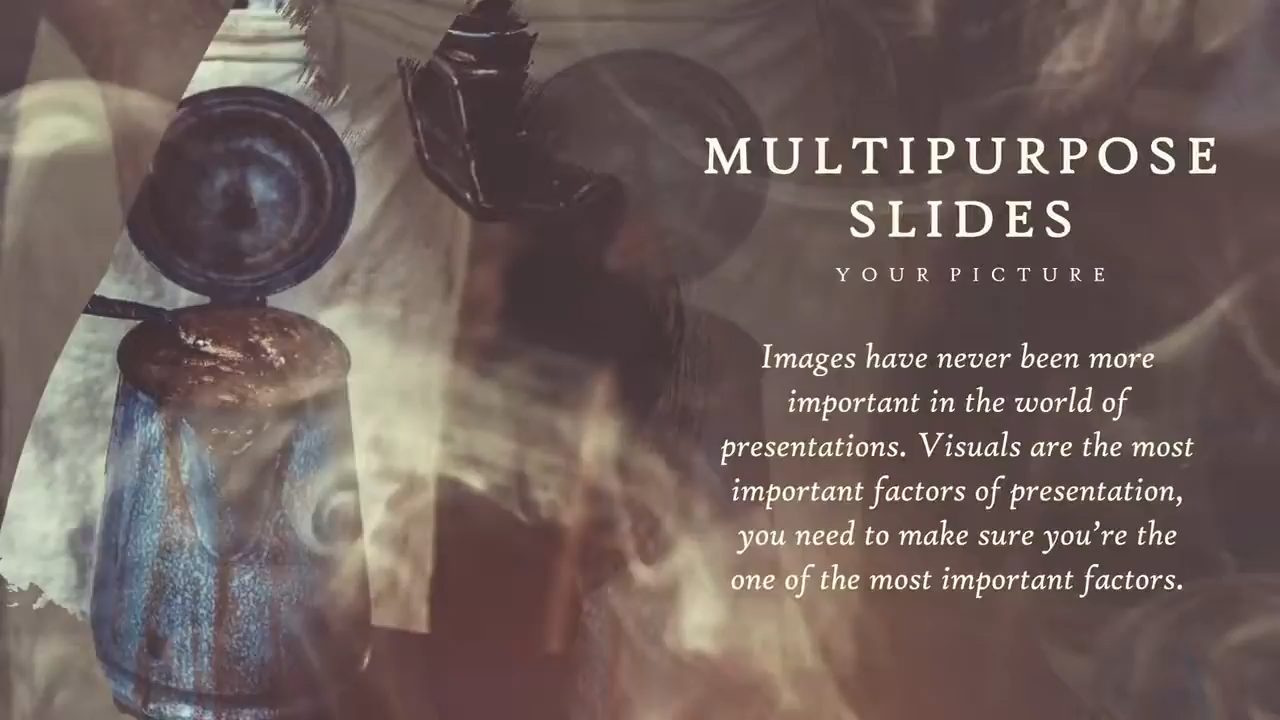 MULTIPURPOSE
SLIDES
YOUR PICTURE
Images have never been more
important in the world of
presentations. Visuals are the most
important factors of presentation,
you need to make sure you’re the
one of the most important factors.